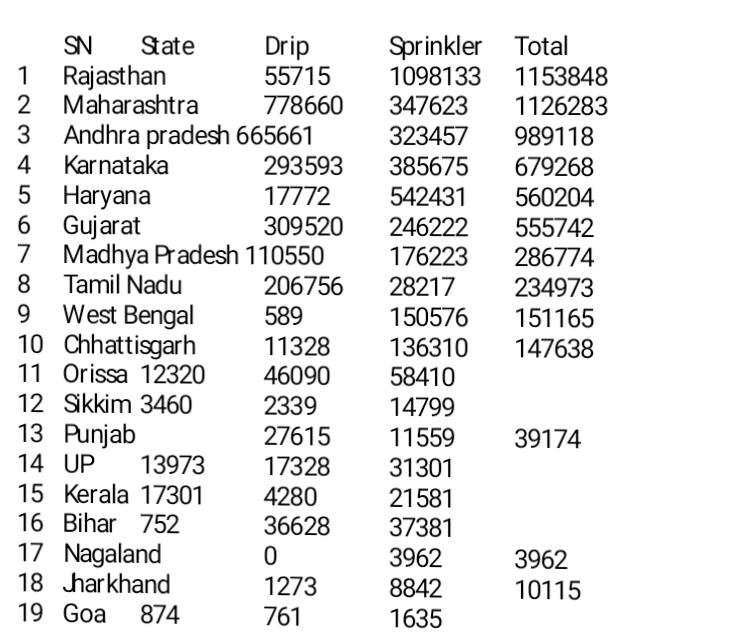 SN State Drip Sprinkler Total
1 Rajasthan 55715 1098133 1153848
2 Maharashtra 778660 347623 1126283
3 Andhra pradesh 665661 323457 989118
4 Karnataka 293593 385675 679268
5 Haryana 17772 542431 560204
6 Gujarat 309520 246222 555742
7 Madhya Pradesh 110550 176223 286774
8 Tamil Nadu 206756 28217 234973
9 West Bengal 589 150576 151165
10 Chhattisgarh 11328 136310 147638
11 Orissa 12320 46090 58410
12 Sikkim 3460 2339 14799
13 Punjab 27615 11559 39174
14 UP 13973 17328 31301
15 Kerala 17301 4280 21581
16 Bihar 752 36628 37381
17 Nagaland 0 3962 3962
18 Jharkhand 1273 8842 10115
19 Goa 874 761 1635